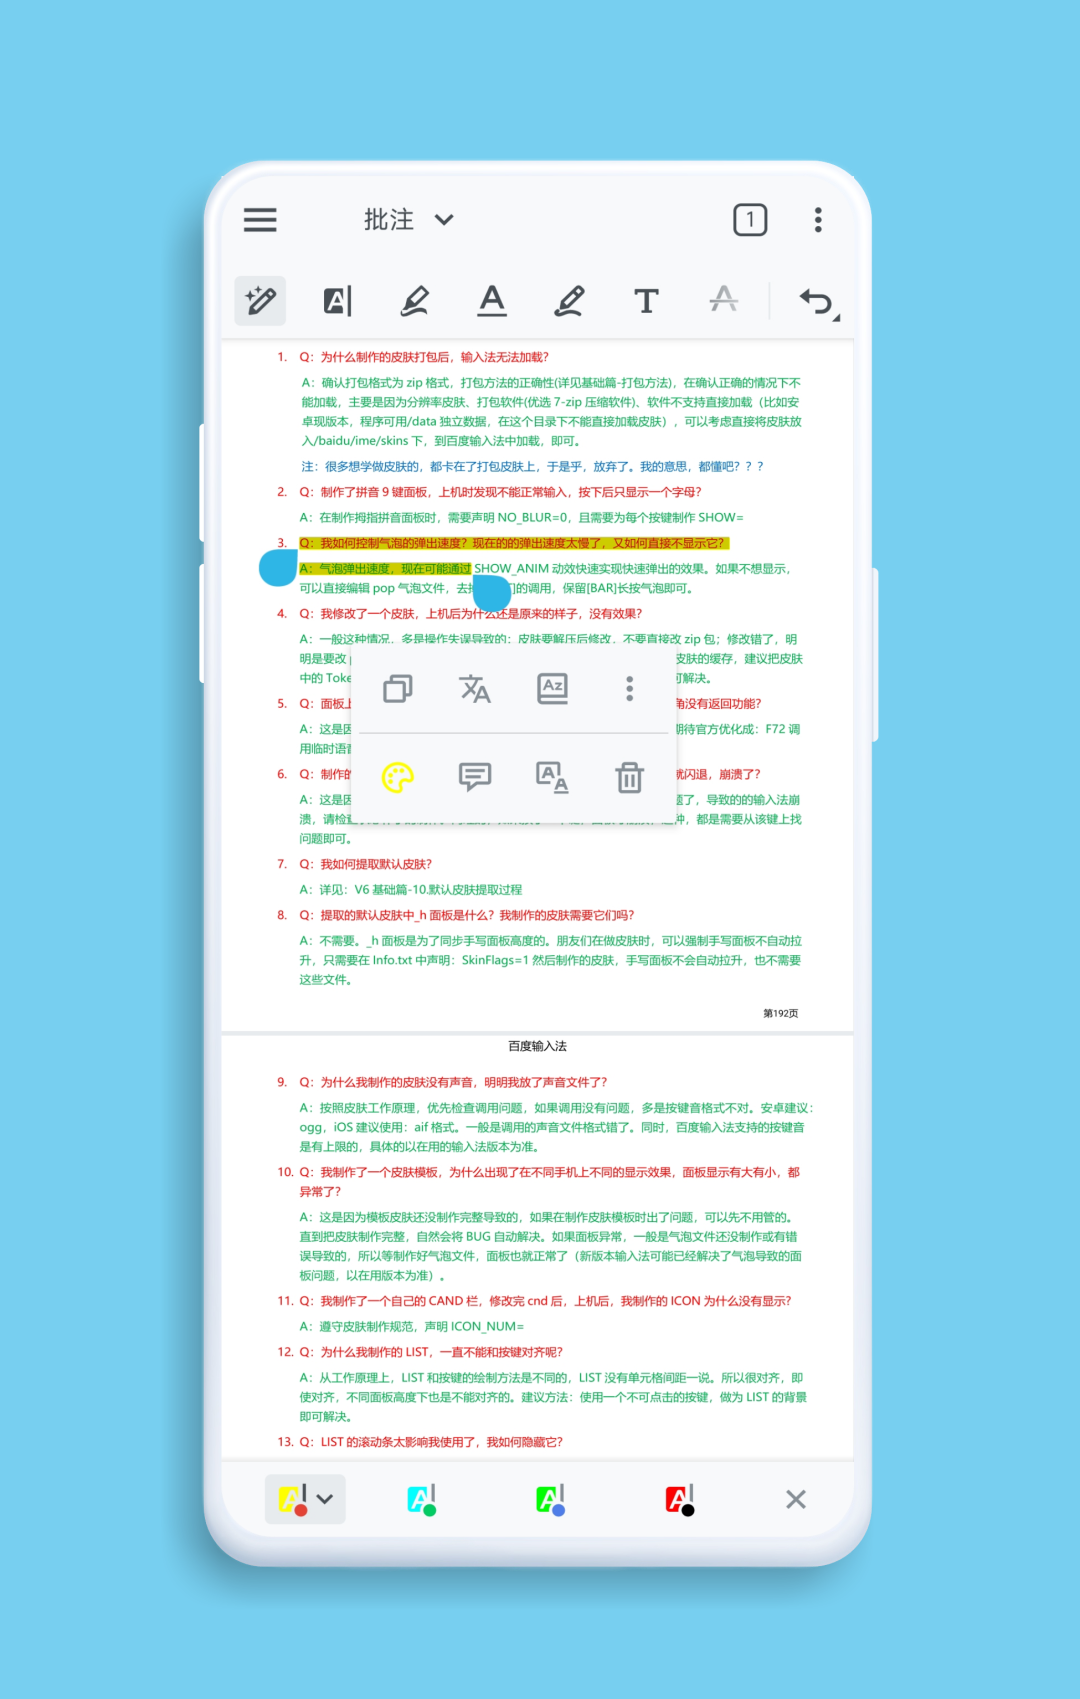 批注
1
1. Q：为什么制作的皮肤打包后，输入法无法加载？
A：确认打包格式为 zip 格式，打包方法的正确性(详见基础篇-打包方法)，在确认正确的情况下不
能加载，主要是因为分辨率皮肤、打包软件(优选 7-zip 压缩软件)、软件不支持直接加载（比如安
卓现版本，程序可用/data 独立数据，在这个目录下不能直接加载皮肤），可以考虑直接将皮肤放
入/baidu/ime/skins 下，到百度输入法中加载，即可。
注：很多想学做皮肤的，都卡在了打包皮肤上，于是乎，放弃了。我的意思，都懂吧？？？
2. Q：制作了拼音 9 键面板，上机时发现不能正常输入，按下后只显示一个字母？
A：在制作拇指拼音面板时，需要声明 NO_BLUR=0，且需要为每个按键制作 SHOW=
3. Q：我如何控制气泡的弹出速度？现在的的弹出速度太慢了，又如何直接不显示它？
A：气泡弹出速度，现在可能通过 SHOW_ANIM 动效快速实现快速弹出的效果。如果不想显示，
可以直接编辑 pop 气泡文件，去 的调用，保留[BAR]长按气泡即可。
4. Q：我修改了一个皮肤，上机后为什么还是原来的样子，没有效果？
A：一般这种情况，多是操作失误导致的：皮肤要解压后修改，不要直接改 zip 包；修改错了，明
明是要改 皮肤的缓存，建议把皮肤
中的 Toke 可解决。
5. Q：面板上 角没有返回功能？
A：这是因 期待官方优化成：F72 调
用临时语音
6. Q：制作的 就闪退，崩溃了？
A：这是因 题了，导致的的输入法崩
溃，请检查 种，都是需要从该键上找
问题即可。
7. Q：我如何提取默认皮肤？
A：详见：V6 基础篇-10.默认皮肤提取过程
8. Q：提取的默认皮肤中_h 面板是什么？我制作的皮肤需要它们吗？
A：不需要。_h 面板是为了同步手写面板高度的。朋友们在做皮肤时，可以强制手写面板不自动拉
升，只需要在 Info.txt 中声明：SkinFlags=1 然后制作的皮肤，手写面板不会自动拉升，也不需要
这些文件。
第192页
百度输入法
9. Q：为什么我制作的皮肤没有声音，明明我放了声音文件了？
A：按照皮肤工作原理，优先检查调用问题，如果调用没有问题，多是按键音格式不对。安卓建议：
ogg，iOS 建议使用：aif 格式。一般是调用的声音文件格式错了。同时，百度输入法支持的按键音
是有上限的，具体的以在用的输入法版本为准。
10. Q：我制作了一个皮肤模板，为什么出现了在不同手机上不同的显示效果，面板显示有大有小，都
异常了？
A：这是因为模板皮肤还没制作完整导致的，如果在制作皮肤模板时出了问题，可以先不用管的。
直到把皮肤制作完整，自然会将 BUG 自动解决。如果面板异常，一般是气泡文件还没制作或有错
误导致的，所以等制作好气泡文件，面板也就正常了（新版本输入法可能已经解决了气泡导致的面
板问题，以在用版本为准）。
11. Q：我制作了一个自己的 CAND 栏，修改完 cnd 后，上机后，我制作的 ICON 为什么没有显示？
A：遵守皮肤制作规范，声明 ICON_NUM=
12. Q：为什么我制作的 LIST，一直不能和按键对齐呢？
A：从工作原理上，LIST 和按键的绘制方法是不同的，LIST 没有单元格间距一说。所以很对齐，即
使对齐，不同面板高度下也是不能对齐的。建议方法：使用一个不可点击的按键，做为 LIST 的背景
即可解决。
13. Q：LIST 的滚动条太影响我使用了，我如何隐藏它？